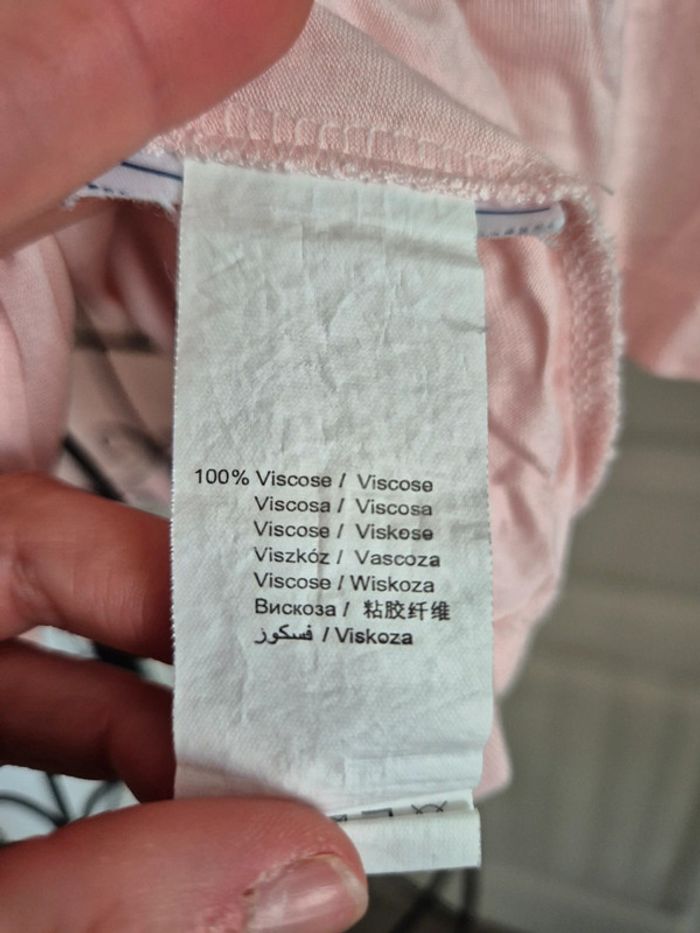 100% Viscose / Viscose
Viscosa / Viscosa
Viscose / Viskose
Viszkóz / Vascoza
Viscose / Wiskoza
Вискоза / 粘胶纤维
فسكوز / Viskoza